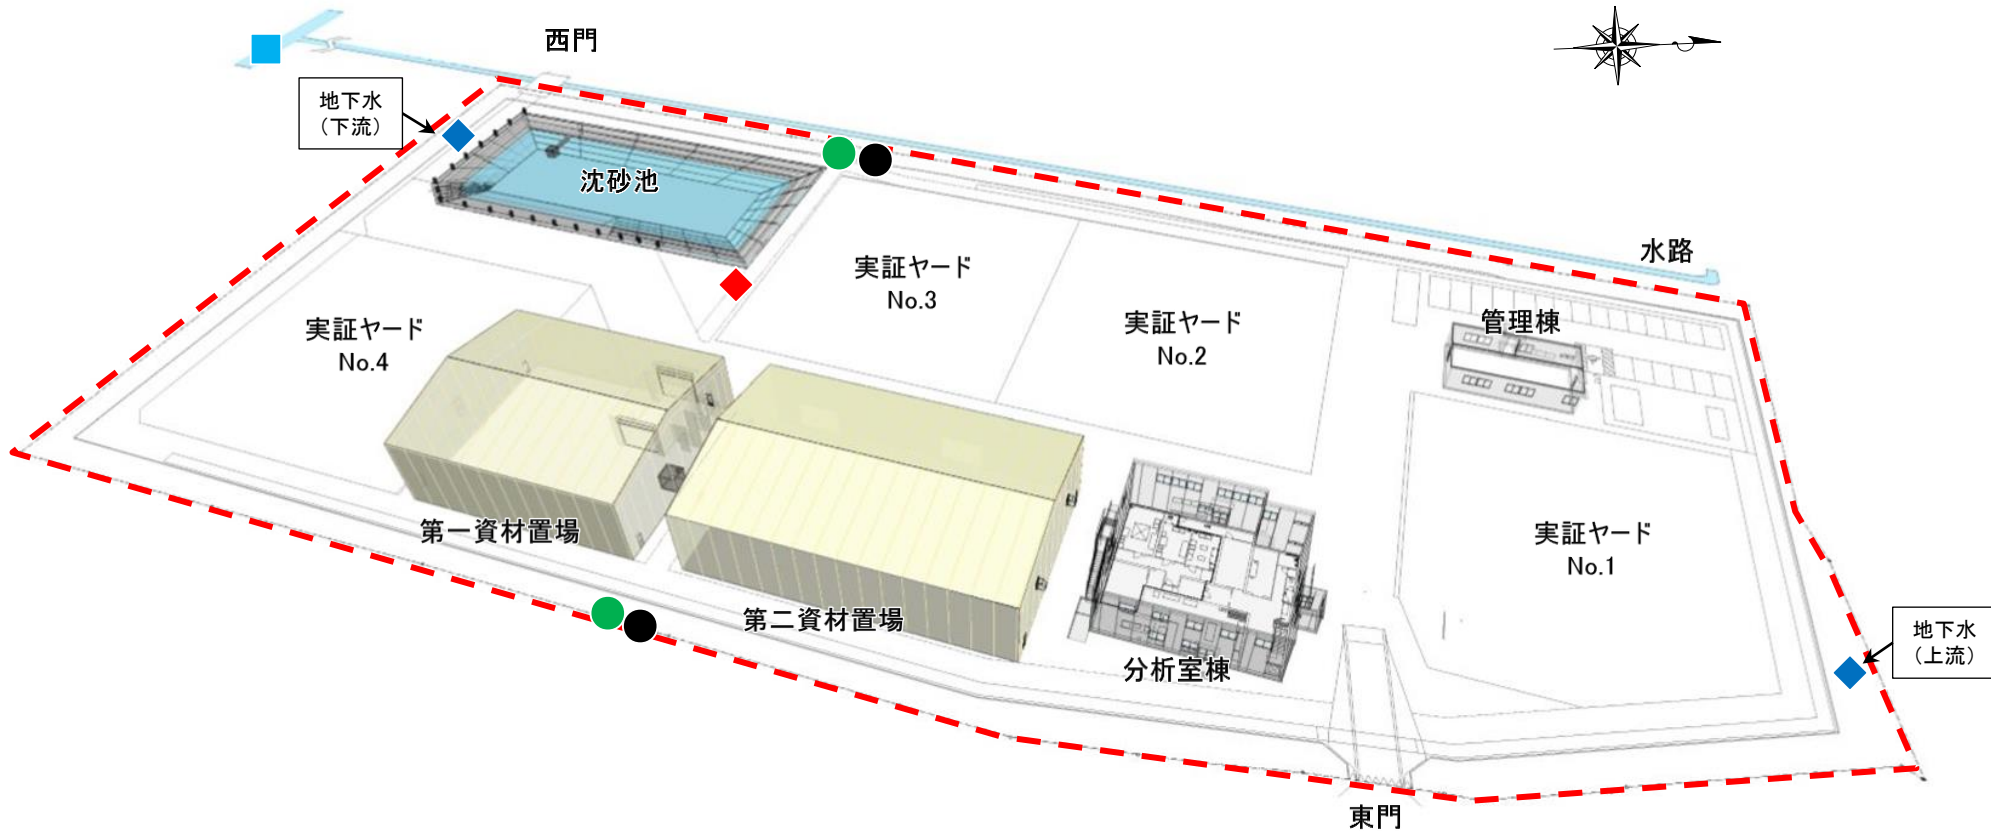 西門
地下水
（下流）
沈砂池
水路
実証ヤード
No.3
実証ヤード
No.2
管理棟
実証ヤード
No.4
第一資材置場
実証ヤード
No.1
第二資材置場
地下水
（上流）
分析室棟
東門